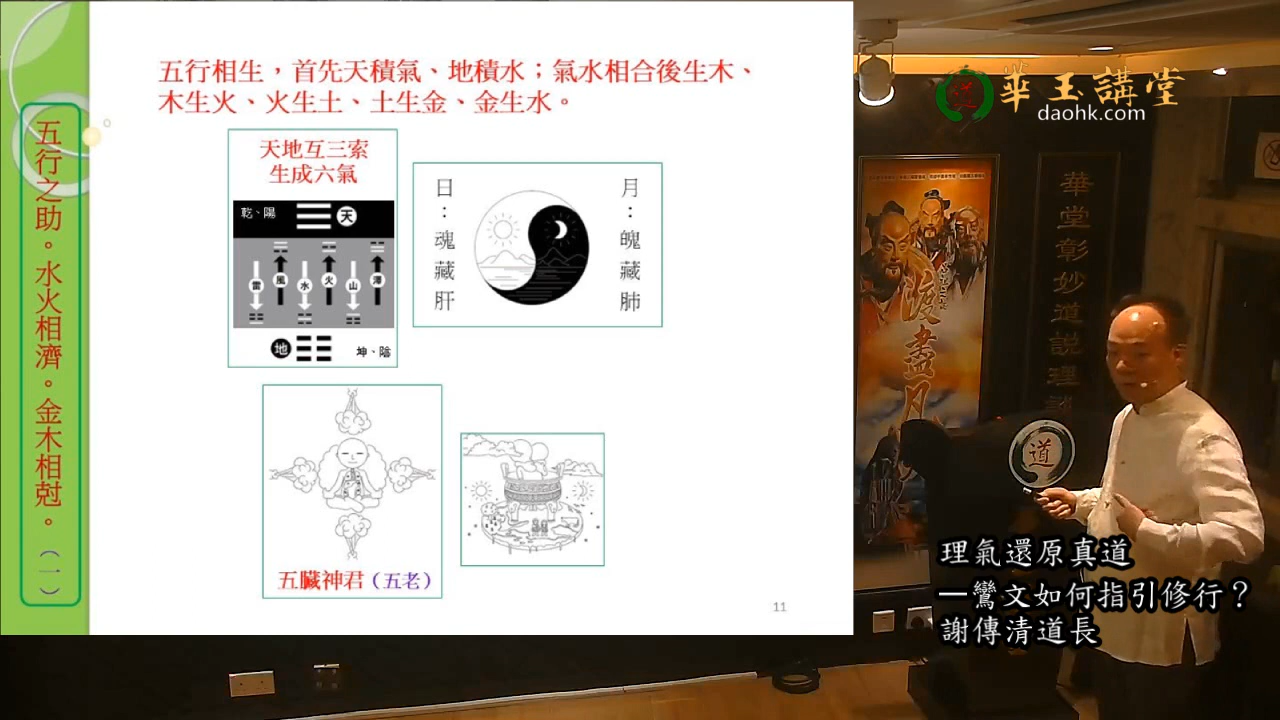 五行之助。水火相濟。金木相尅。(一)
五行相生，首先天積氣、地積水；氣水相合後生木、
木生火、火生土、土生金、金生水。
天地互三索
生成六氣
乾、陽
天
雷
風
水
火
山
澤
地
坤、陰
日：魂藏肝
月：魄藏肺
五臟神君（五老）
11
道
華玉講堂
daohk.com
渡盡凡
華堂彰妙道說理
道
理氣還原真道
—鸞文如何指引修行？
謝傳清道長